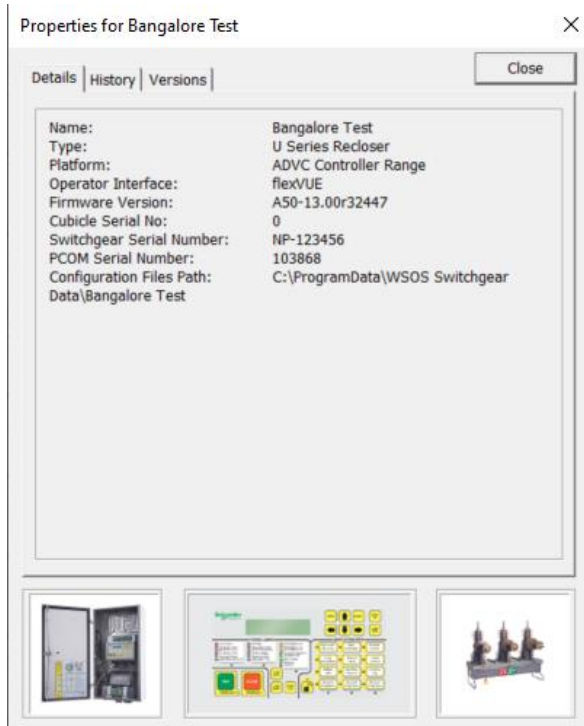 Properties for Bangalore Test
Close
Details History Versions
Name: Bangalore Test
Type: U Series Recloser
Platform: ADVC Controller Range
Operator Interface: flexVUE
Firmware Version: A50-13.00r32447
Cubicle Serial No: 0
Switchgear Serial Number: NP-123456
PCOM Serial Number: 103868
Configuration Files Path: C:\ProgramData\WSOS Switchgear
Data\Bangalore Test